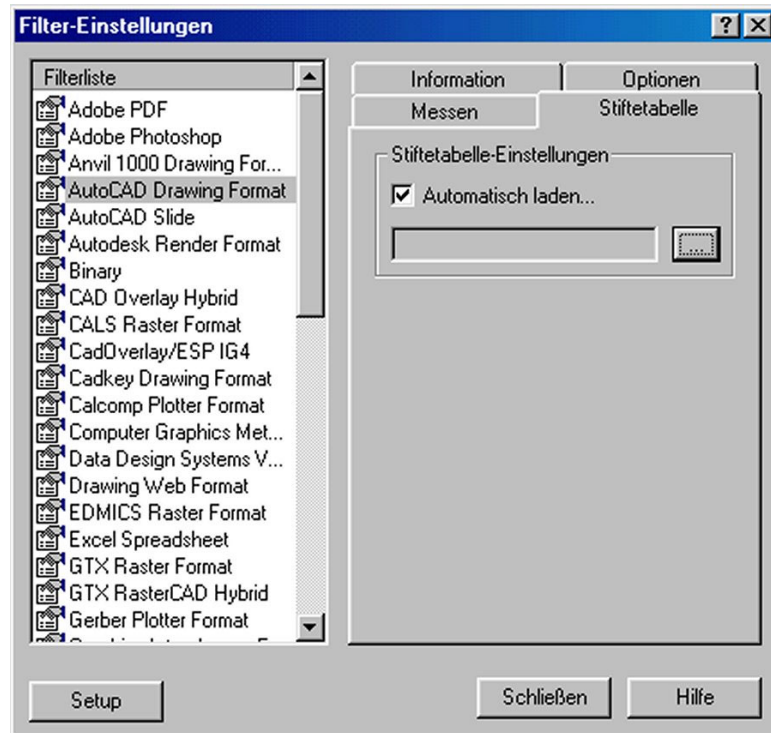 Filter-Einstellungen
Filterliste
Adobe PDF
Adobe Photoshop
Anvil 1000 Drawing For...
AutoCAD Drawing Format
AutoCAD Slide
Autodesk Render Format
Binary
CAD Overlay Hybrid
CALS Raster Format
CadOverlay/ESP IG4
Cadkey Drawing Format
Calcomp Plotter Format
Computer Graphics Met...
Data Design Systems V...
Drawing Web Format
EDMICS Raster Format
Excel Spreadsheet
GTX Raster Format
GTX RasterCAD Hybrid
Gerber Plotter Format
Information
Optionen
Messen
Stiftetabelle
Stiftetabelle-Einstellungen
Automatisch laden...
...
Setup
Schließen
Hilfe